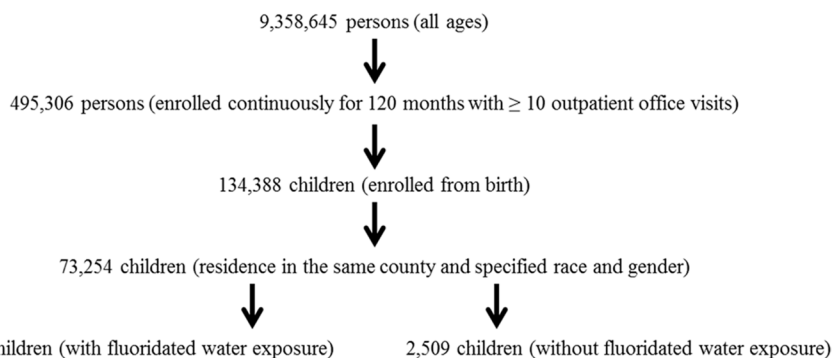 9,358,645 persons (all ages)
495,306 persons (enrolled continuously for 120 months with ≥ 10 outpatient office visits)
134,388 children (enrolled from birth)
73,254 children (residence in the same county and specified race and gender)
(with fluoridated water exposure) 2,509 children (without fluoridated water exposure)